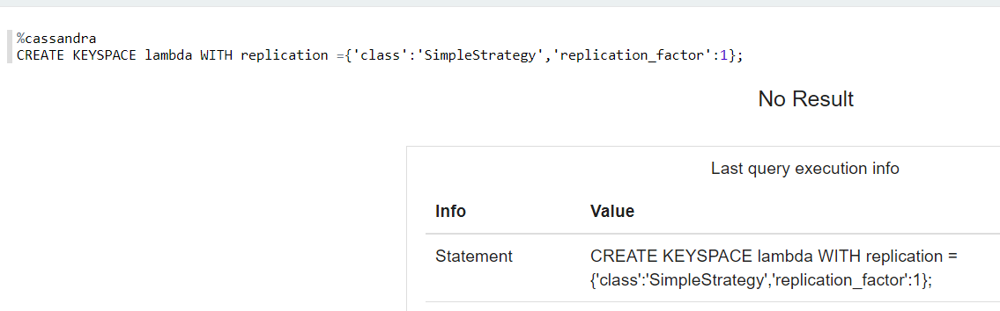 %cassandra
CREATE KEYSPACE lambda WITH replication ={'class':'SimpleStrategy','replication_factor':1};
No Result
Last query execution info
Info Value
Statement CREATE KEYSPACE lambda WITH replication =
{'class':'SimpleStrategy','replication_factor':1};